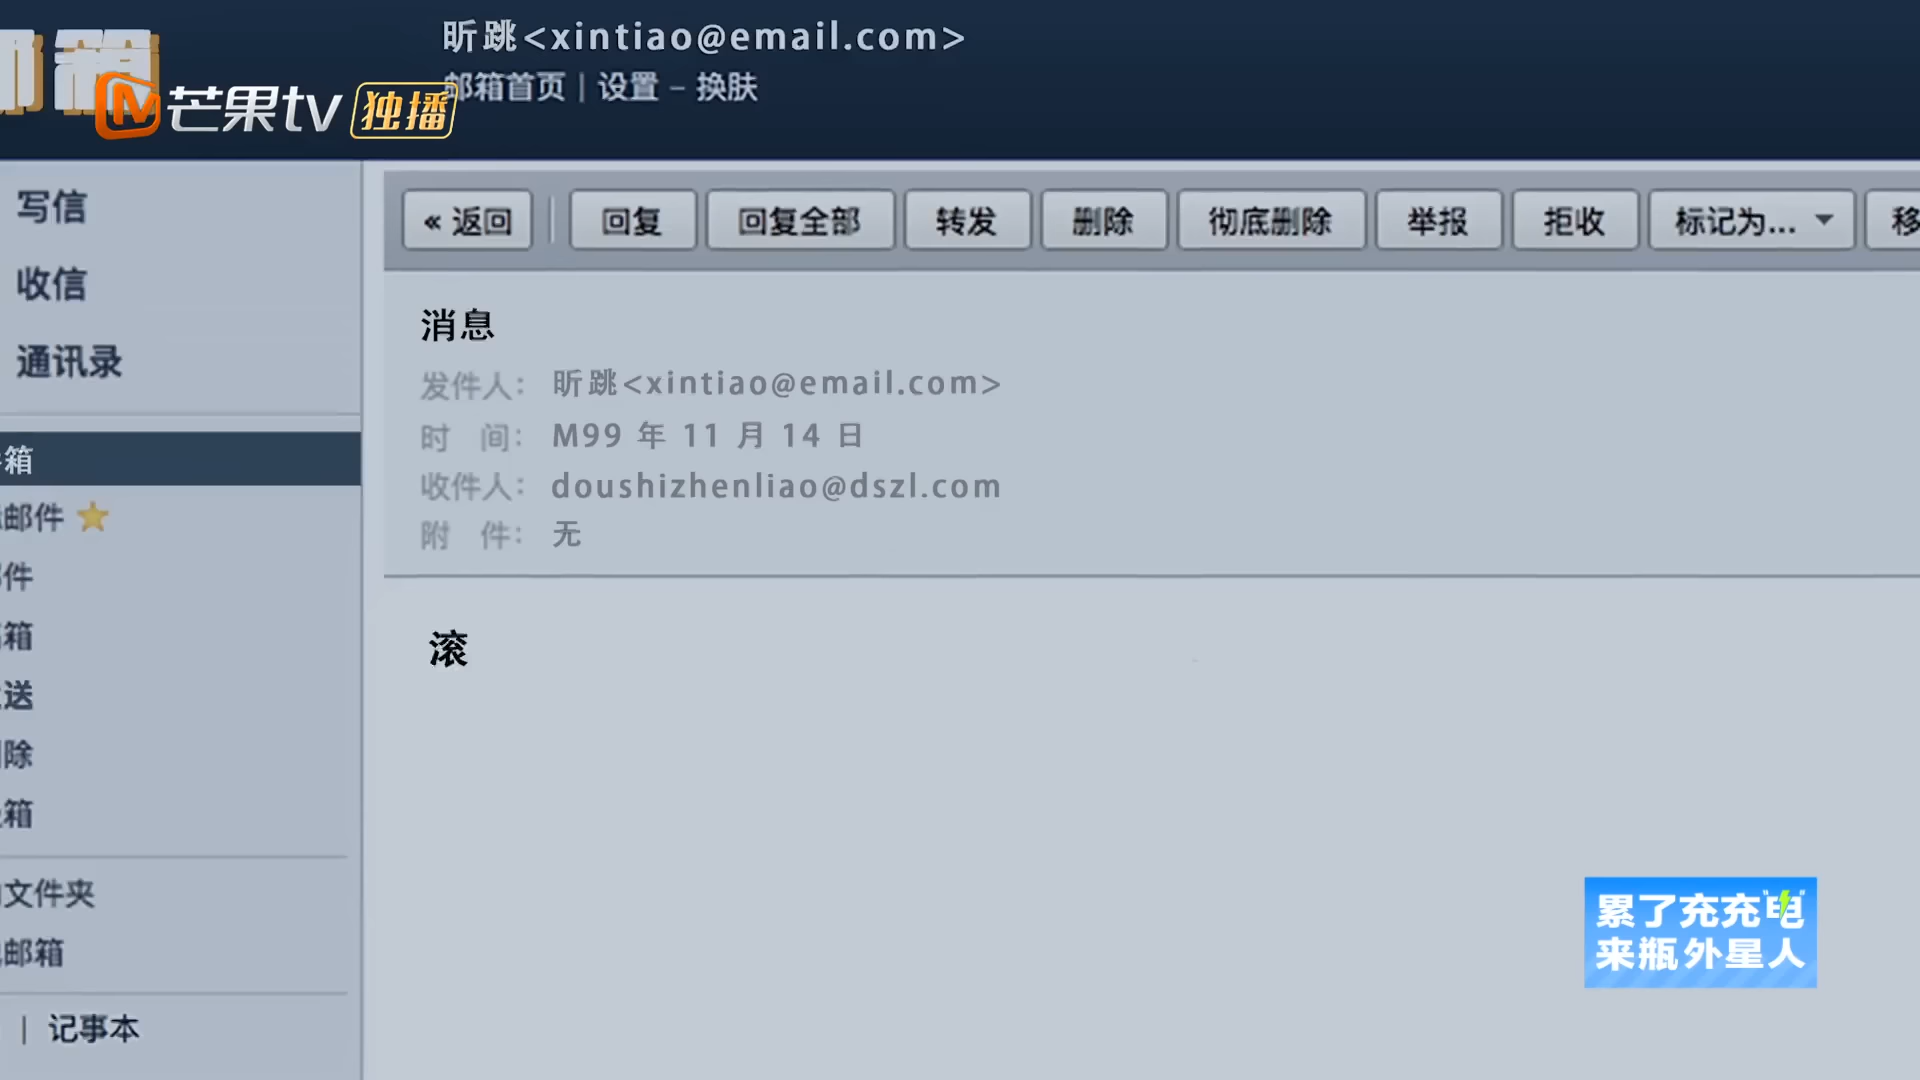 昕跳<xintiao@email.com>
邮箱首页 | 设置 – 换肤
芒果tv 独播
写信
收信
通讯录
箱
邮件
件
箱
送
除
箱
文件夹
邮箱
| 记事本
« 返回 回复 回复全部 转发 删除 彻底删除 举报 拒收 标记为... 移
消息
发件人: 昕跳<xintiao@email.com>
时 间: M99 年 11 月 14 日
收件人: doushizhenliao@dszl.com
附 件: 无
滚
累了充充"电"
来瓶外星人